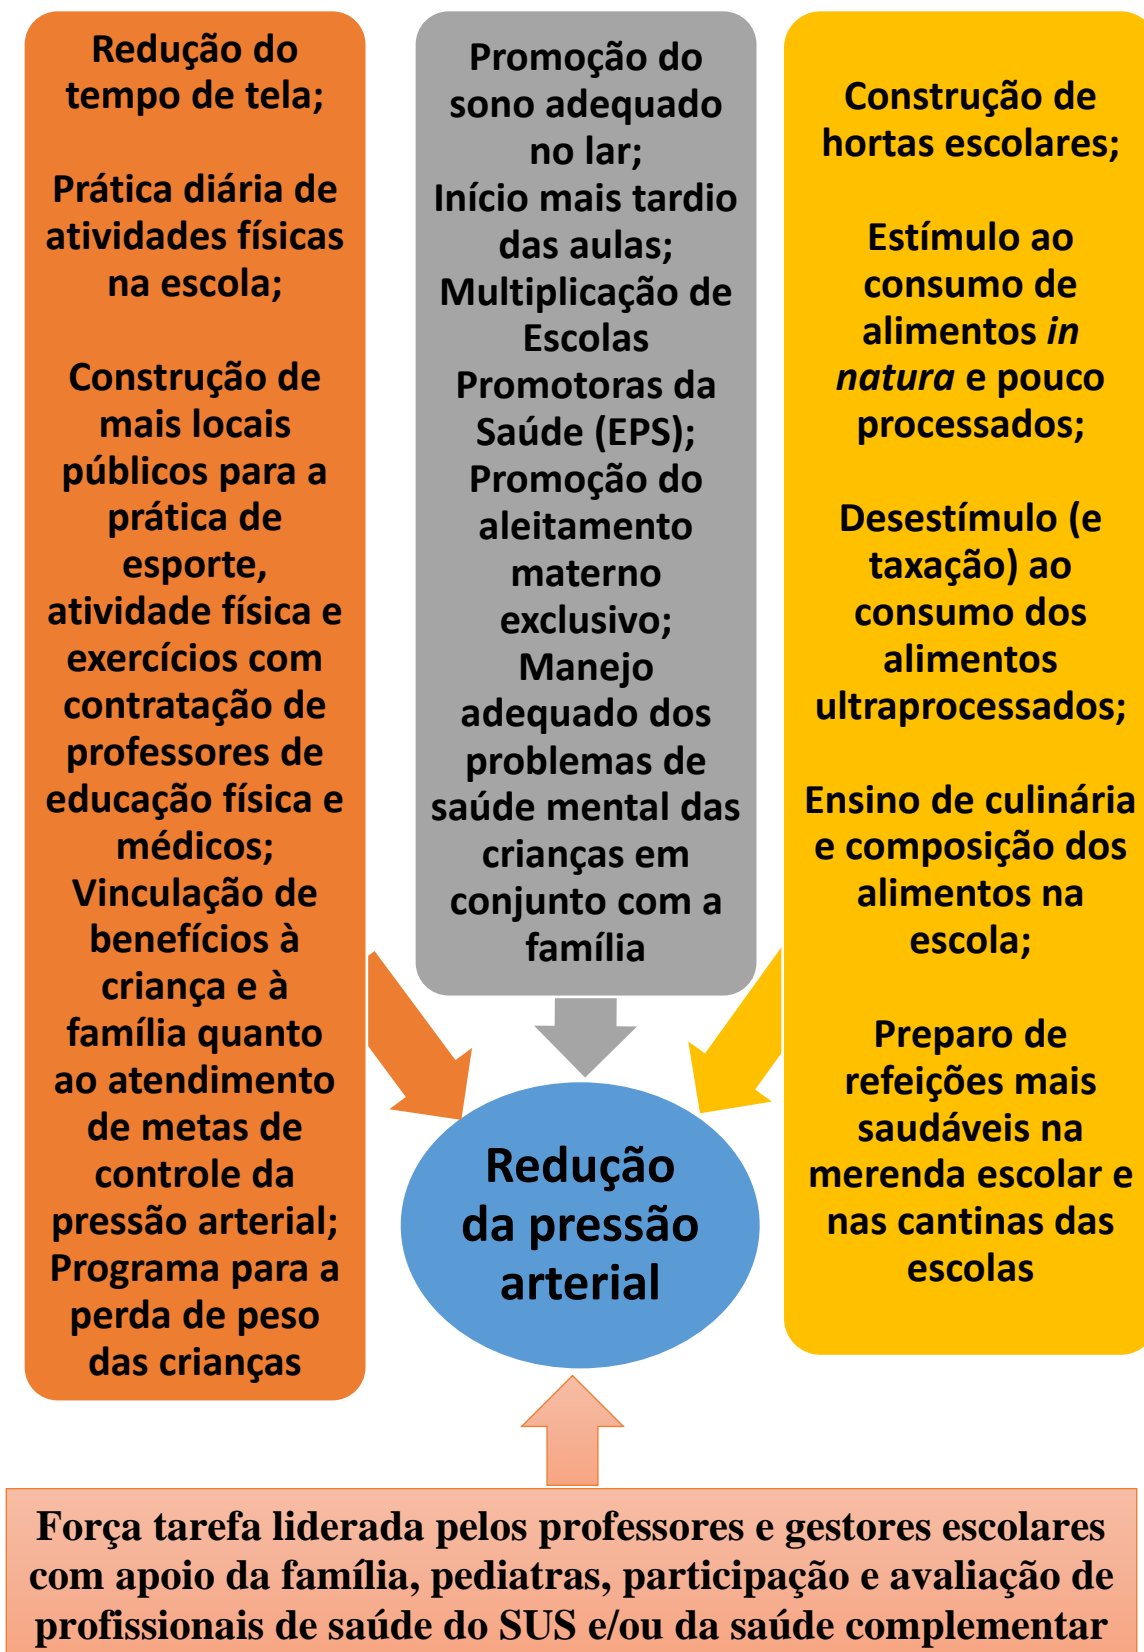 Redução do
tempo de tela;
Prática diária de
atividades físicas
na escola;
Construção de
mais locais
públicos para a
prática de
esporte,
atividade física e
exercícios com
contratação de
professores de
educação física e
médicos;
Vinculação de
benefícios à
criança e à
família quanto
ao atendimento
de metas de
controle da
pressão arterial;
Programa para a
perda de peso
das crianças
Promoção do
sono adequado
no lar;
Início mais tardio
das aulas;
Multiplicação de
Escolas
Promotoras da
Saúde (EPS);
Promoção do
aleitamento
materno
exclusivo;
Manejo
adequado dos
problemas de
saúde mental das
crianças em
conjunto com a
família
Construção de
hortas escolares;
Estímulo ao
consumo de
alimentos in
natura e pouco
processados;
Desestímulo (e
taxação) ao
consumo dos
alimentos
ultraprocessados;
Ensino de culinária
e composição dos
alimentos na
escola;
Preparo de
refeições mais
saudáveis na
merenda escolar e
nas cantinas das
escolas
Redução
da pressão
arterial
Força tarefa liderada pelos professores e gestores escolares
com apoio da família, pediatras, participação e avaliação de
profissionais de saúde do SUS e/ou da saúde complementar